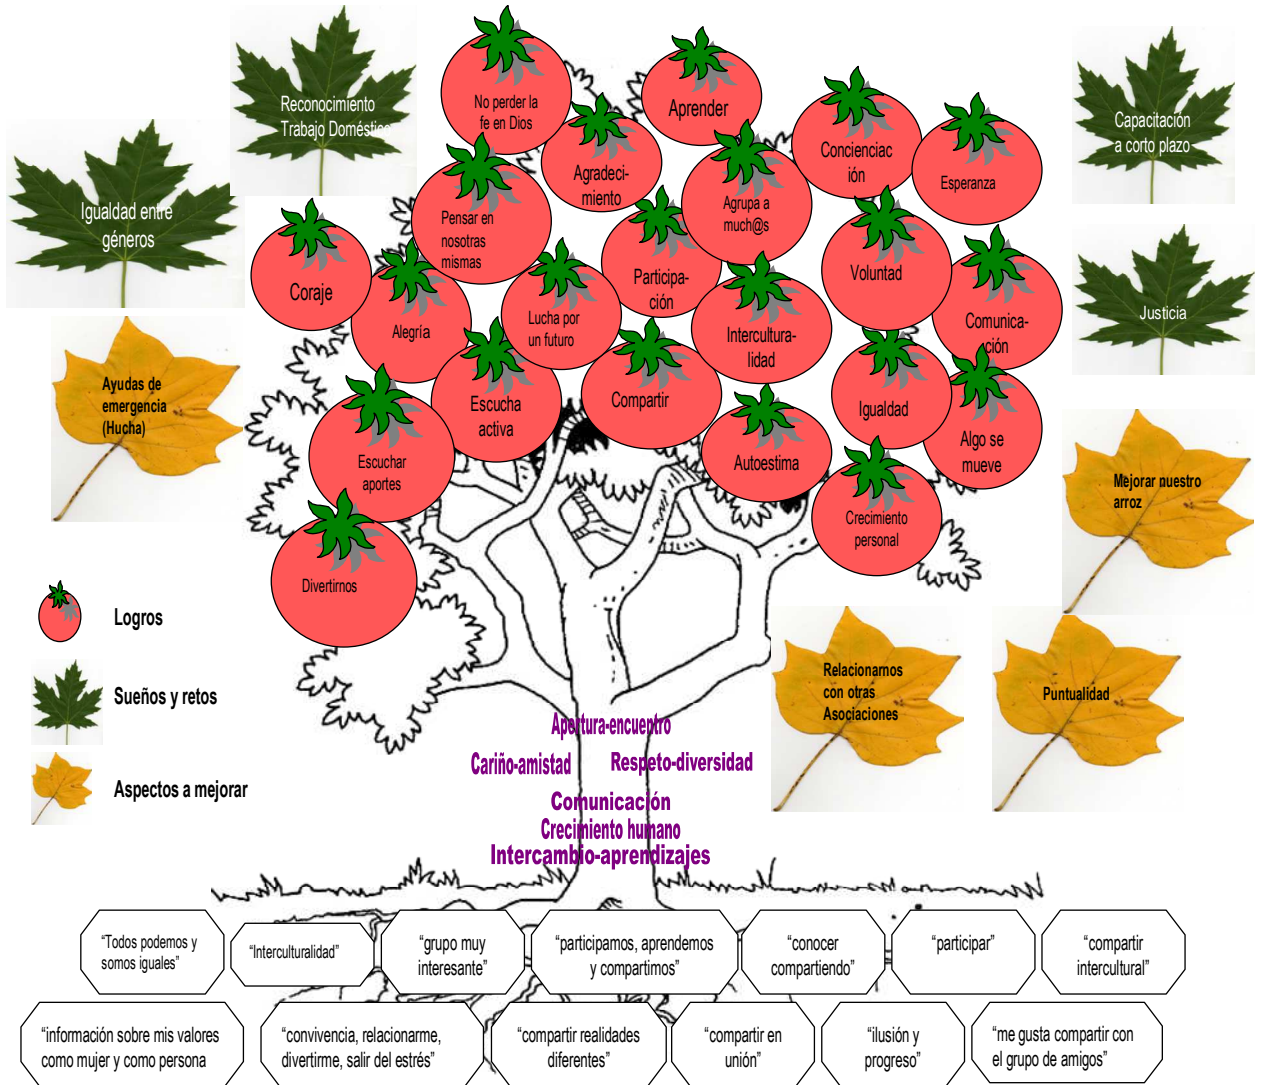 Reconocimiento
Trabajo Doméstico
Igualdad entre
géneros
Capacitación
a corto plazo
Justicia
No perder la
fe en Dios
Aprender
Agradeci-
miento
Concienciac
ión
Esperanza
Pensar en
nosotras
mismas
Agrupa a
much@s
Coraje
Participa-
ción
Voluntad
Alegría
Lucha por
un futuro
Intercultura-
lidad
Comunica-
ción
Escucha
activa
Compartir
Igualdad
Algo se
mueve
Escuchar
aportes
Autoestima
Crecimiento
personal
Divertirnos
Ayudas de
emergencia
(Hucha)
Mejorar nuestro
arroz
Relacionarnos
con otras
Asociaciones
Puntualidad
Logros
Sueños y retos
Aspectos a mejorar
Apertura-encuentro
Cariño-amistad
Respeto-diversidad
Comunicación
Crecimiento humano
Intercambio-aprendizajes
“Todos podemos y
somos iguales”
“Interculturalidad”
“grupo muy
interesante”
“participamos, aprendemos
y compartimos”
“conocer
compartiendo”
“participar”
“compartir
intercultural”
“información sobre mis valores
como mujer y como persona
“convivencia, relacionarme,
divertirme, salir del estrés”
“compartir realidades
diferentes”
“compartir en
unión”
“ilusión y
progreso”
“me gusta compartir con
el grupo de amigos”